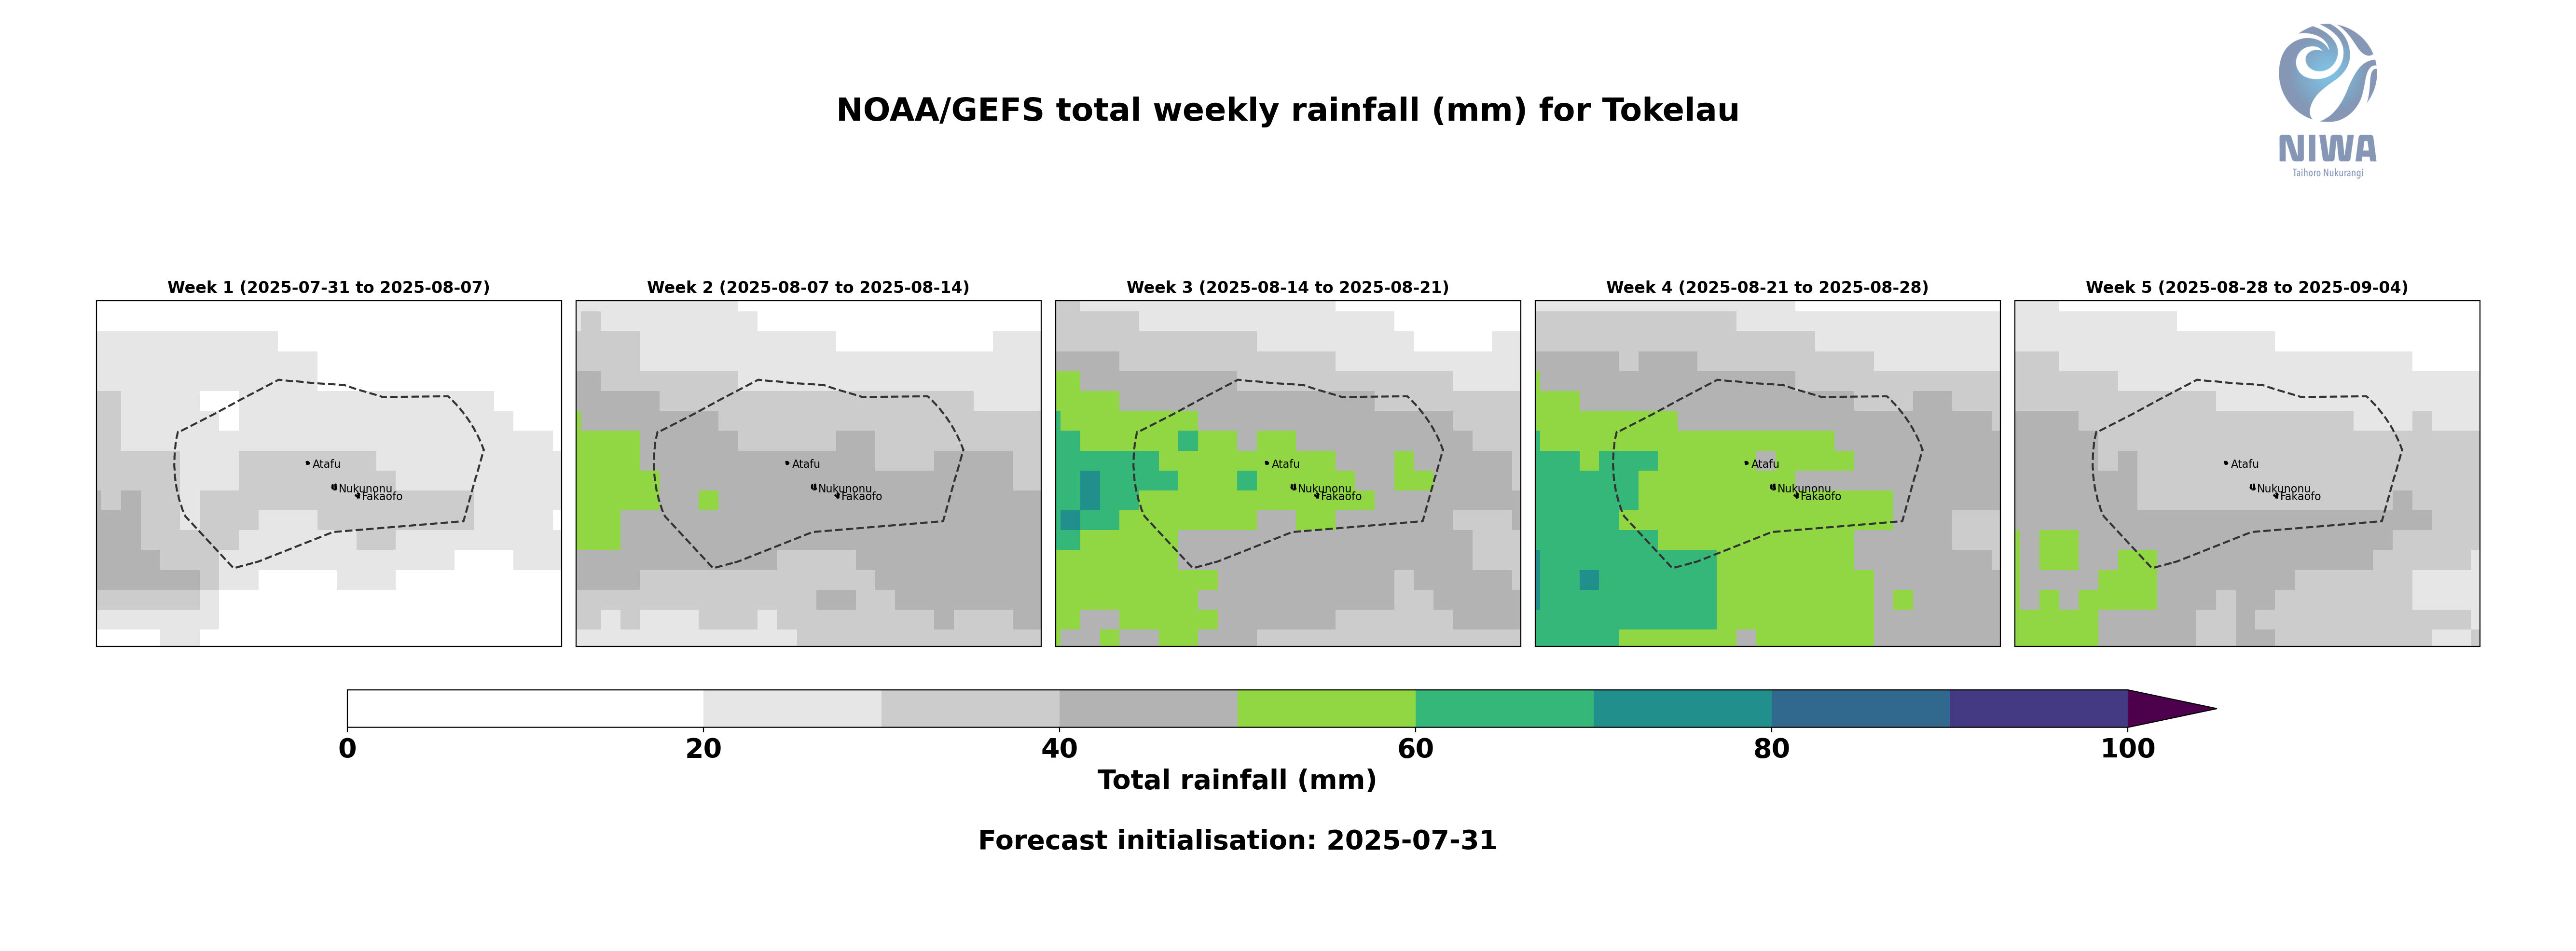 NOAA/GEFS total weekly rainfall (mm) for Tokelau
NIWA
Taihoro Nukurangi
Week 1 (2025-07-31 to 2025-08-07)
Week 2 (2025-08-07 to 2025-08-14)
Week 3 (2025-08-14 to 2025-08-21)
Week 4 (2025-08-21 to 2025-08-28)
Week 5 (2025-08-28 to 2025-09-04)
Atafu
Nukunonu
Fakaofo
Atafu
Nukunonu
Fakaofo
Atafu
Nukunonu
Fakaofo
Atafu
Nukunonu
Fakaofo
Atafu
Nukunonu
Fakaofo
0 20 40 60 80 100
Total rainfall (mm)
Forecast initialisation: 2025-07-31